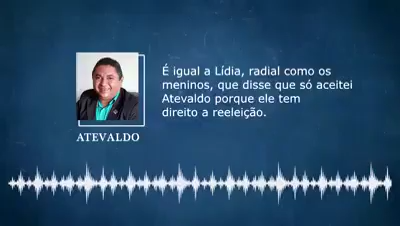 É igual a Lídia, radial como os
meninos, que disse que só aceitei
Atevaldo porque ele tem
direito a reeleição.
ATEVALDO